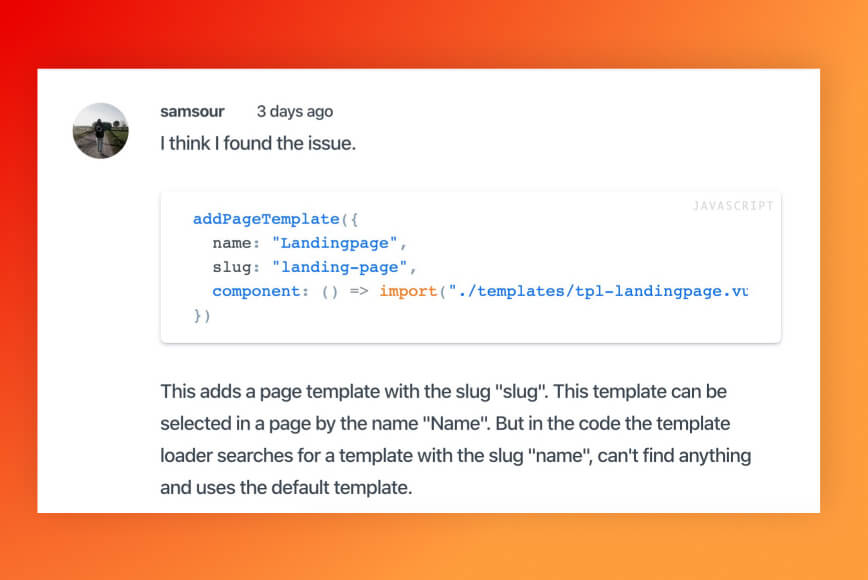 samsour 3 days ago
I think I found the issue.
JAVASCRIPT
addPageTemplate({
name: "Landingpage",
slug: "landing-page",
component: () => import("./templates/tpl-landingpage.vu
})
This adds a page template with the slug "slug". This template can be
selected in a page by the name "Name". But in the code the template
loader searches for a template with the slug "name", can't find anything
and uses the default template.